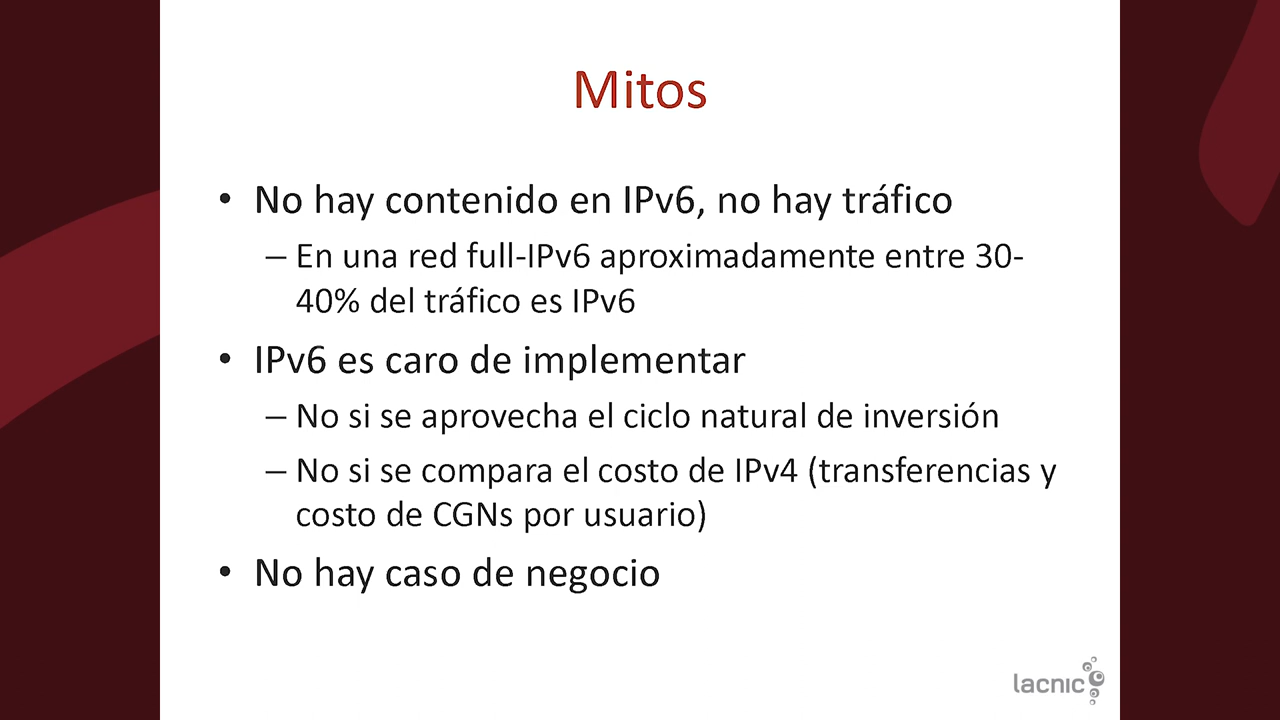 Mitos
• No hay contenido en IPv6, no hay tráfico
– En una red full-IPv6 aproximadamente entre 30-
40% del tráfico es IPv6
• IPv6 es caro de implementar
– No si se aprovecha el ciclo natural de inversión
– No si se compara el costo de IPv4 (transferencias y
costo de CGNs por usuario)
• No hay caso de negocio
lacnic